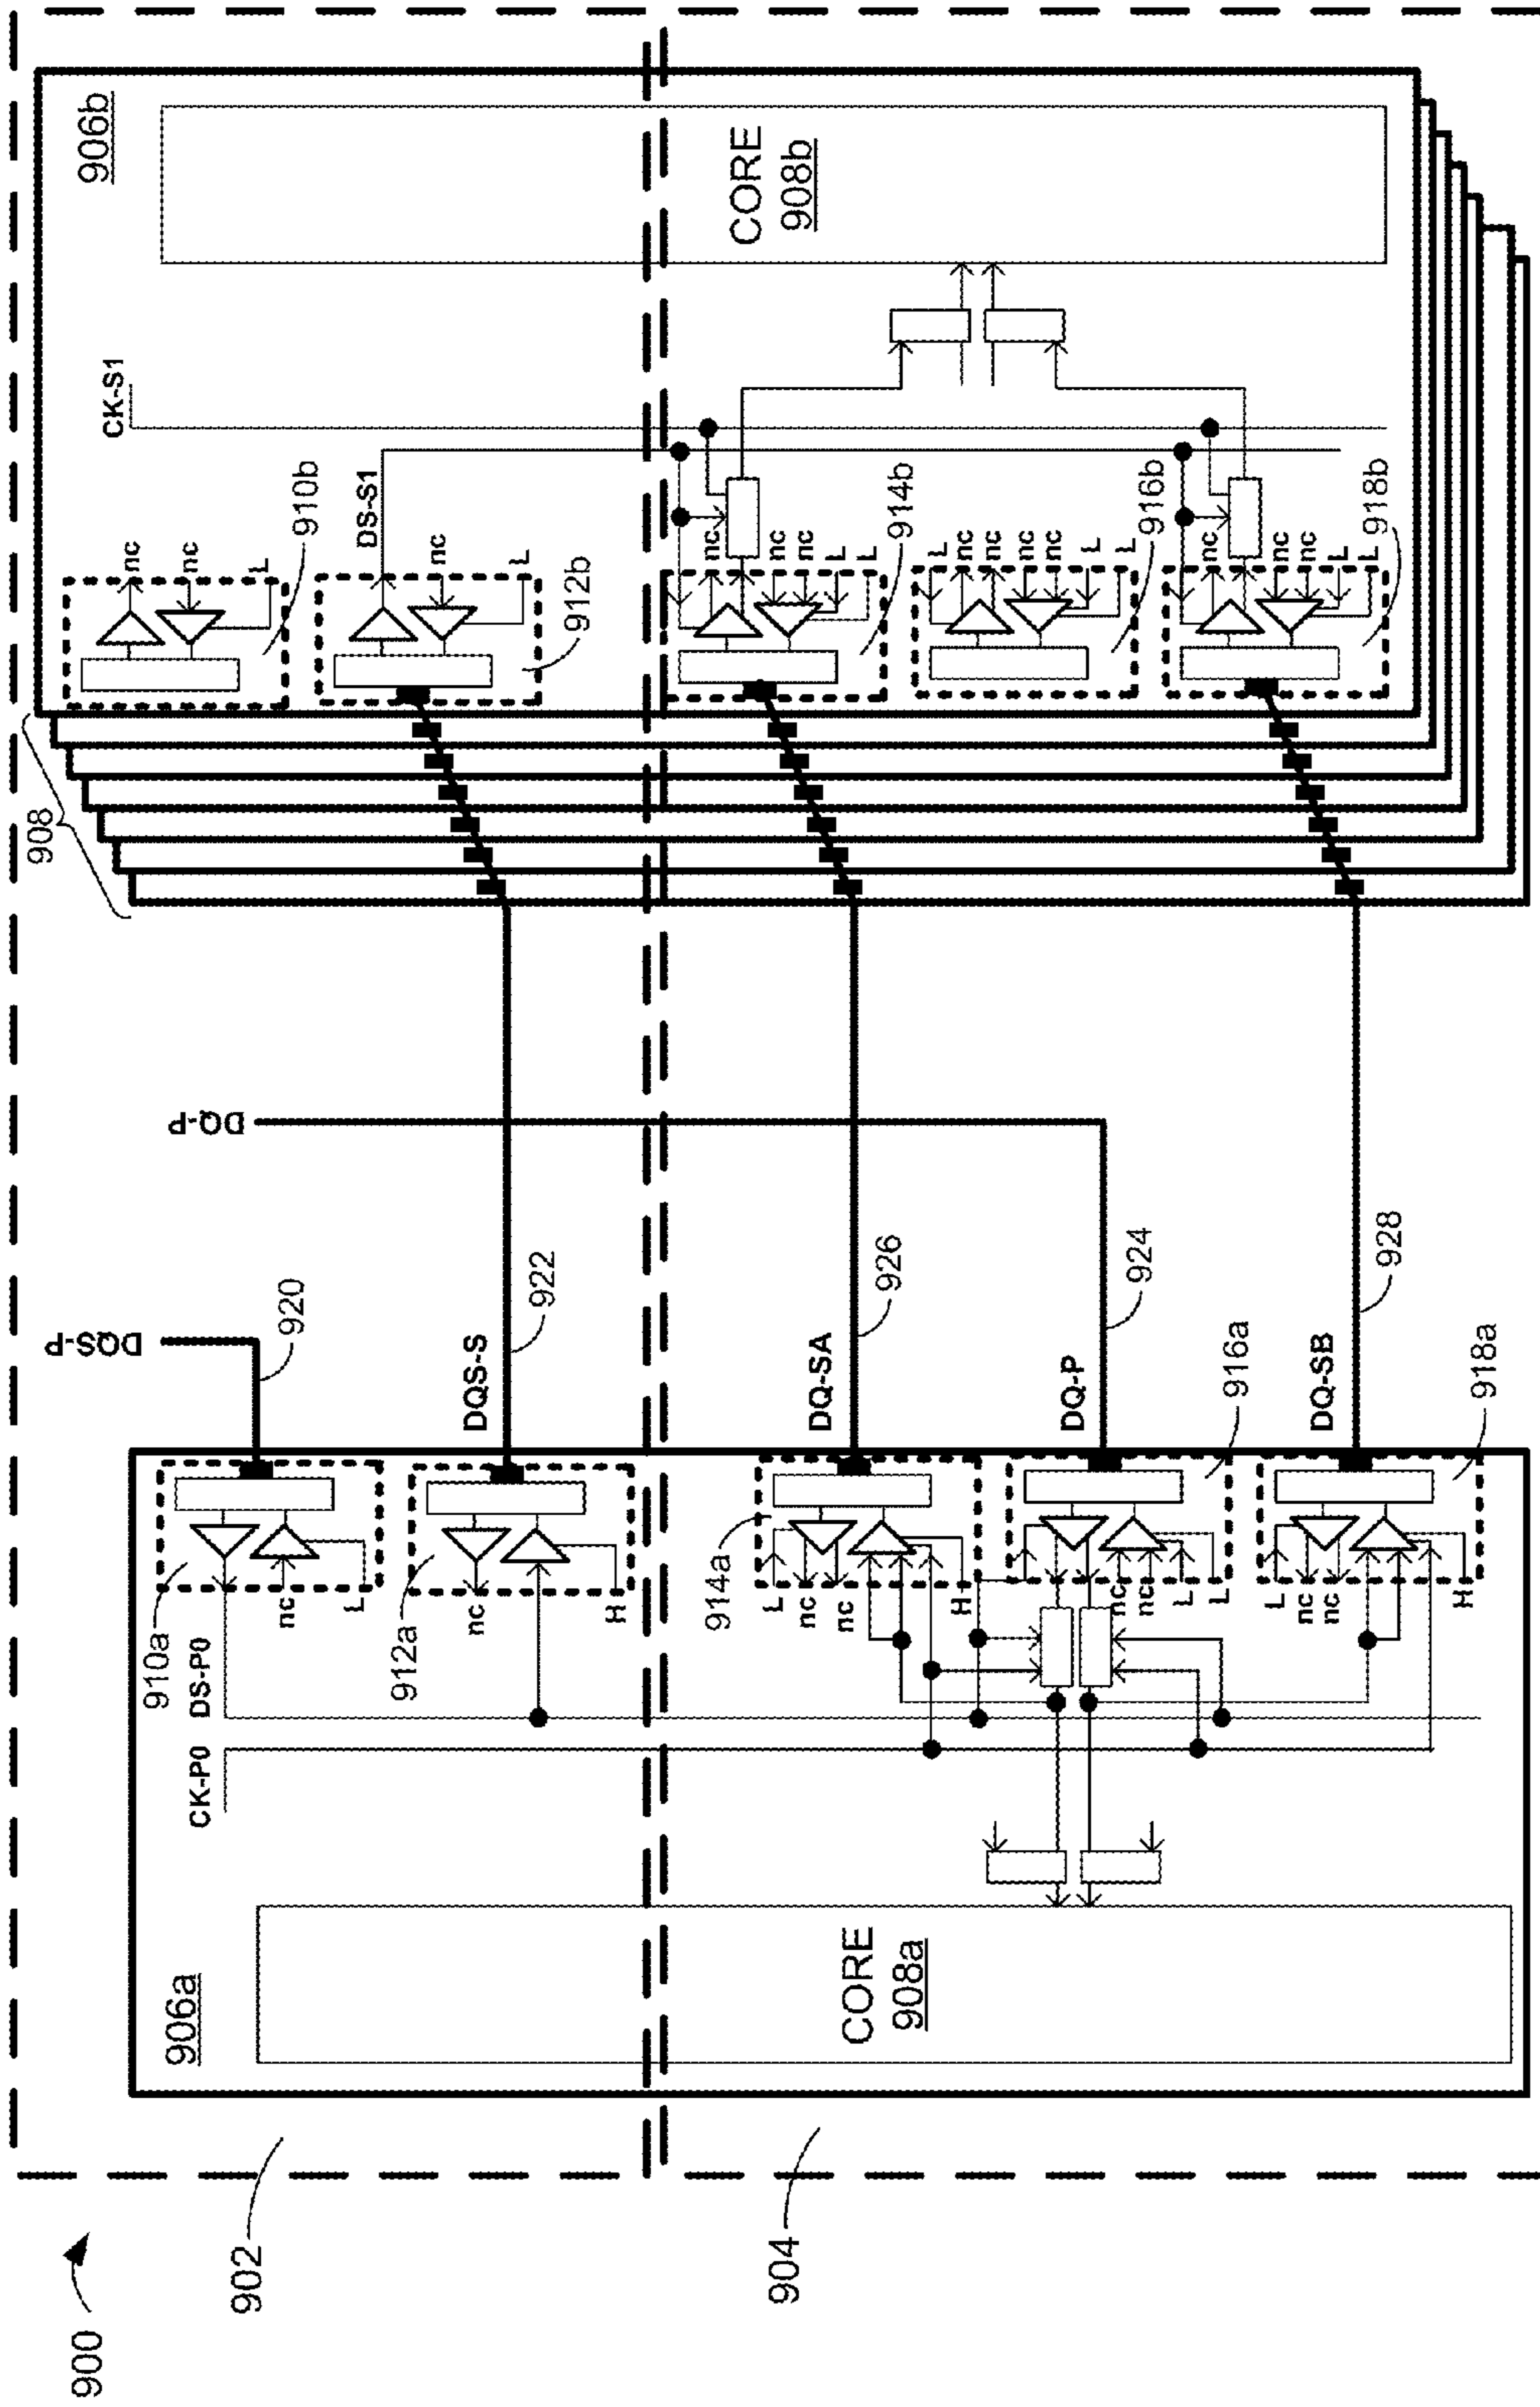 900
902
904
906a
CORE
908a
CK-P0
DS-P0
910a
nc
L
912a
nc
H
914a
L
nc
nc
H
nc
nc
L
L
916a
L
nc
nc
H
918a
DQS-P
920
DQS-S
922
DQ-SA
926
DQ-P
924
DQ-SB
928
DQ-P
908
906b
CORE
908b
CK-S1
nc
nc
L
910b
DS-S1
nc
L
912b
nc
nc
nc
L
L
914b
L
nc
nc
nc
nc
L
L
916b
nc
nc
nc
L
L
918b